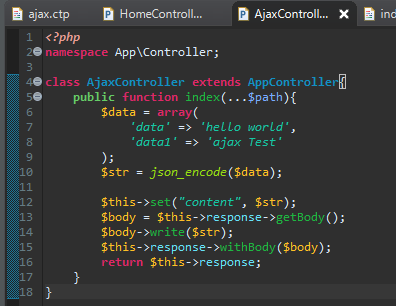 ajax.ctp HomeControll... AjaxControll... ind
1 <?php
2 namespace App\Controller;
3
4 class AjaxController extends AppController{
5 public function index(...$path){
6 $data = array(
7 'data' => 'hello world',
8 'data1' => 'ajax Test'
9 );
10 $str = json_encode($data);
11
12 $this->set("content", $str);
13 $body = $this->response->getBody();
14 $body->write($str);
15 $this->response->withBody($body);
16 return $this->response;
17 }
18 }